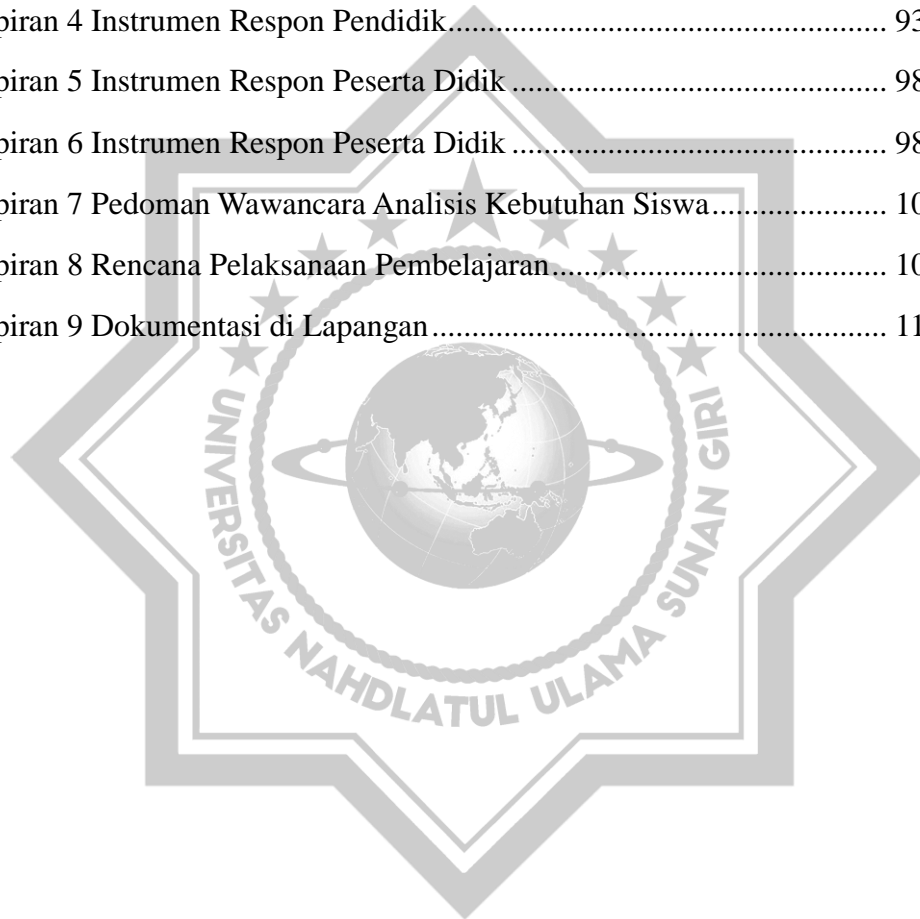 piran 4 Instrumen Respon Pendidik................................................ 93
piran 5 Instrumen Respon Peserta Didik ......................................... 98
piran 6 Instrumen Respon Peserta Didik ......................................... 98
piran 7 Pedoman Wawancara Analisis Kebutuhan Siswa................... 10
piran 8 Rencana Pelaksanaan Pembelajaran..................................... 10
piran 9 Dokumentasi di Lapangan.................................................. 11
UNIVERSITAS NAHDLATUL ULAMA SUNAN GIRI